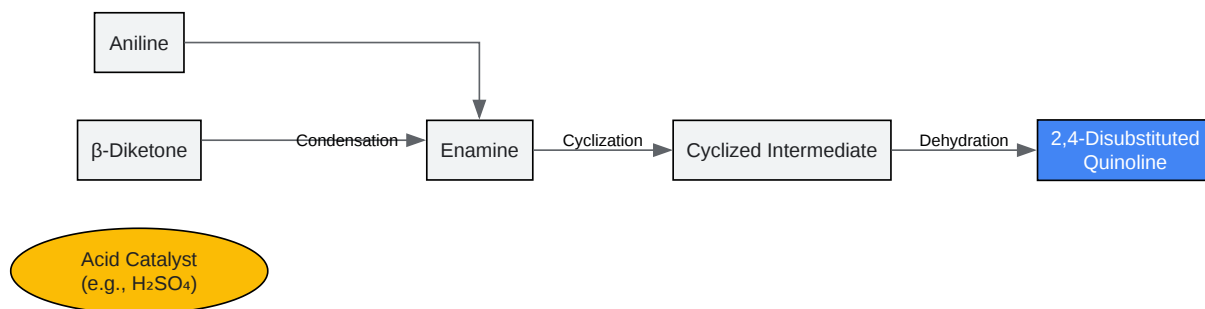 Aniline
β-Diketone
Condensation
Enamine
Cyclization
Cyclized Intermediate
Dehydration
2,4-Disubstituted
Quinoline
Acid Catalyst
(e.g., H₂SO₄)